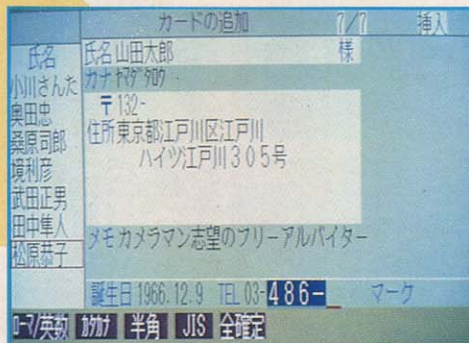 カードの追加 7/7 挿入
氏名
小川さんた
奥田忠
桑原司郎
境利彦
武田正男
田中隼人
松原恭子
氏名 山田太郎 様
カナ ﾔﾏﾀﾞﾀﾛｳ
〒132-
住所 東京都江戸川区江戸川
ハイツ江戸川305号
メモ カメラマン志望のフリーアルバイター
誕生日 1966.12.9 TEL 03-486- マーク
ﾛｰﾏ/英数 ｶﾀｶﾅ 半角 JIS 全確定